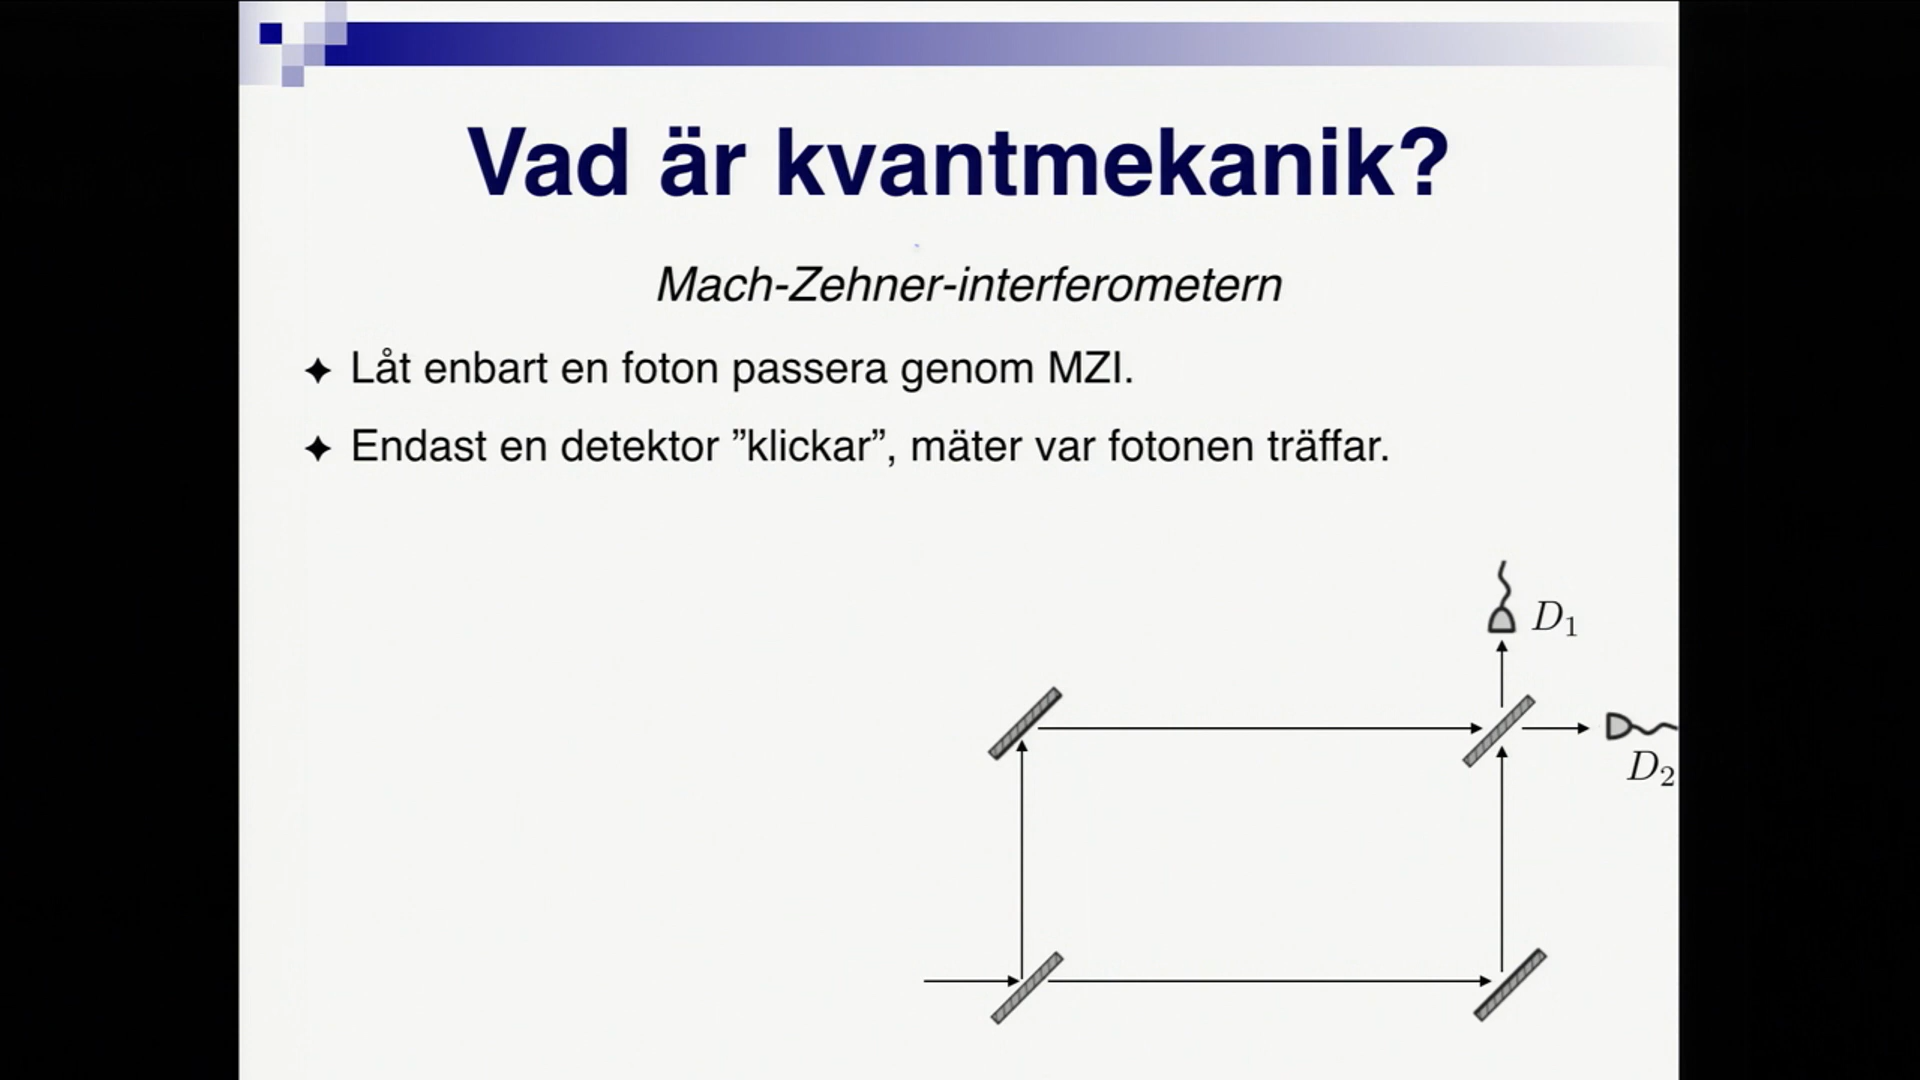 Vad är kvantmekanik?
Mach-Zehner-interferometern
✦ Låt enbart en foton passera genom MZI.
✦ Endast en detektor ”klickar”, mäter var fotonen träffar.
D₁
D₂